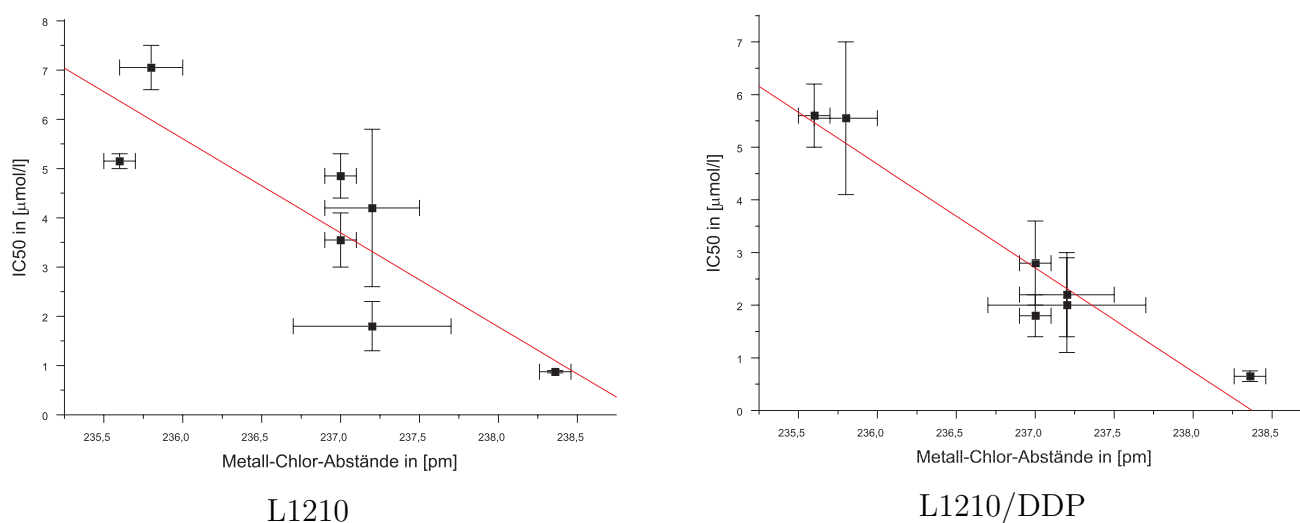 8
7
6
5
4
3
2
1
0
IC50 in [µmol/l]
235,5 236,0 236,5 237,0 237,5 238,0 238,5
Metall-Chlor-Abstände in [pm]
L1210
7
6
5
4
3
2
1
0
IC50 in [µmol/l]
235,5 236,0 236,5 237,0 237,5 238,0 238,5
Metall-Chlor-Abstände in [pm]
L1210/DDP